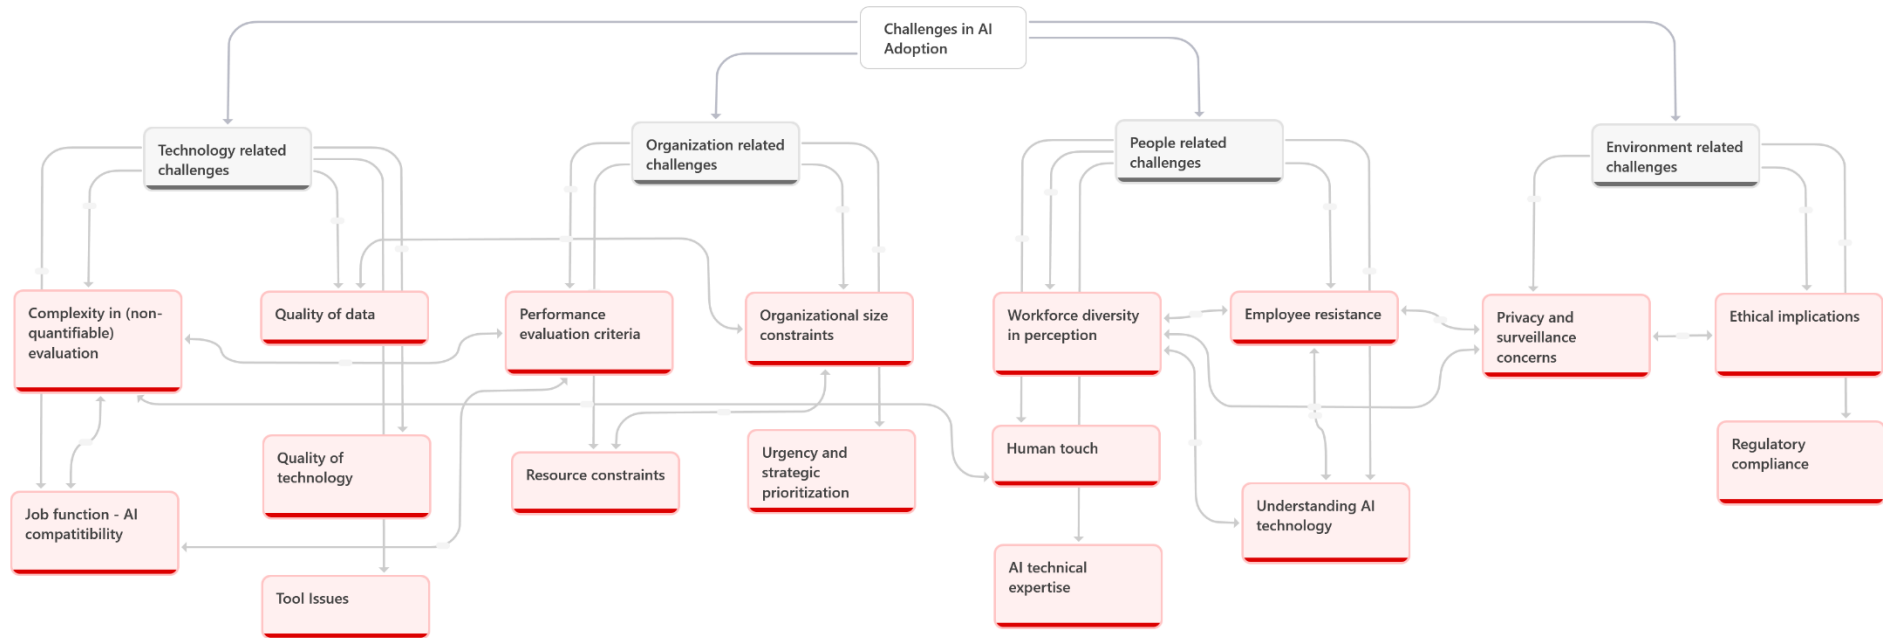 Challenges in AI
Adoption
Technology related
challenges
Organization related
challenges
People related
challenges
Environment related
challenges
Complexity in (non-
quantifiable)
evaluation
Quality of data
Performance
evaluation criteria
Organizational size
constraints
Workforce diversity
in perception
Employee resistance
Privacy and
surveillance
concerns
Ethical implications
Quality of
technology
Resource constraints
Urgency and
strategic
prioritization
Human touch
Regulatory
compliance
Job function - AI
compatitibility
Understanding AI
technology
Tool Issues
AI technical
expertise